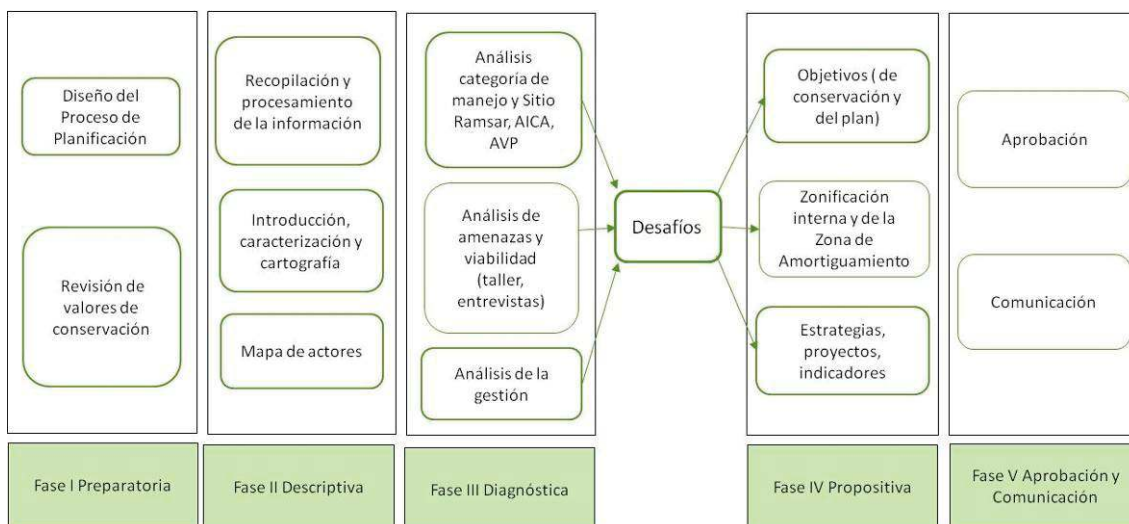 Diseño del
Proceso de
Planificación
Revisión de
valores de
conservación
Fase I Preparatoria
Recopilación y
procesamiento
de la información
Introducción,
caracterización y
cartografía
Mapa de actores
Fase II Descriptiva
Análisis
categoría de
manejo y Sitio
Ramsar, AICA,
AVP
Análisis de
amenazas y
viabilidad
(taller,
entrevistas)
Análisis de la
gestión
Fase III Diagnóstica
Desafíos
Objetivos ( de
conservación y
del plan)
Zonificación
interna y de la
Zona de
Amortiguamiento
Estrategias,
proyectos,
indicadores
Fase IV Propositiva
Aprobación
Comunicación
Fase V Aprobación y
Comunicación